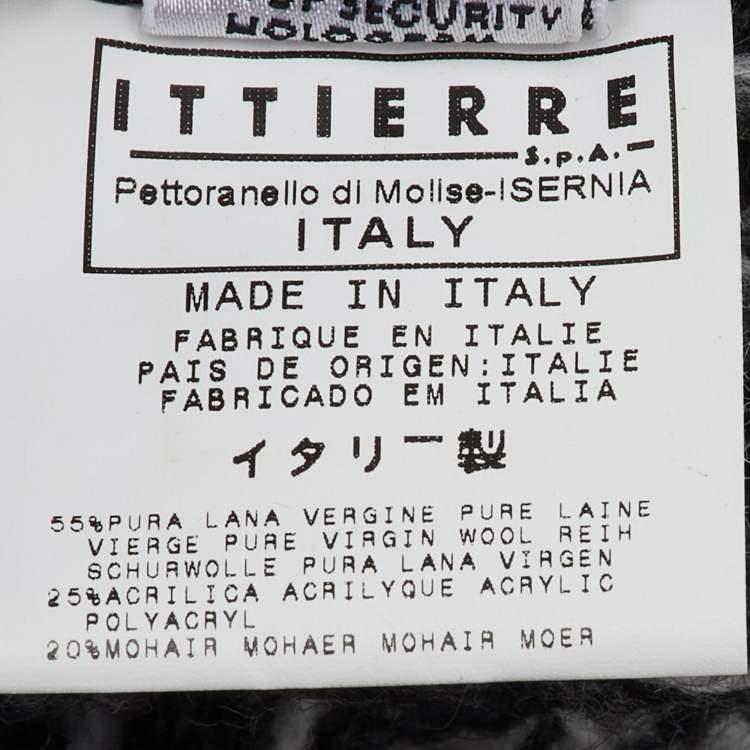 OF SECURITY
ITTIERRE
S.p.A.
Pettoranello di Molise-ISERNIA
ITALY
MADE IN ITALY
FABRIQUE EN ITALIE
PAIS DE ORIGEN:ITALIE
FABRICADO EM ITALIA
イタリー製
55%PURA LANA VERGINE PURE LAINE
VIERGE PURE VIRGIN WOOL REIH
SCHURWOLLE PURA LANA VIRGEN
25%ACRILICA ACRILYQUE ACRYLIC
POLYACRYL
20%MOHAIR MOHAER MOHAIR MOER